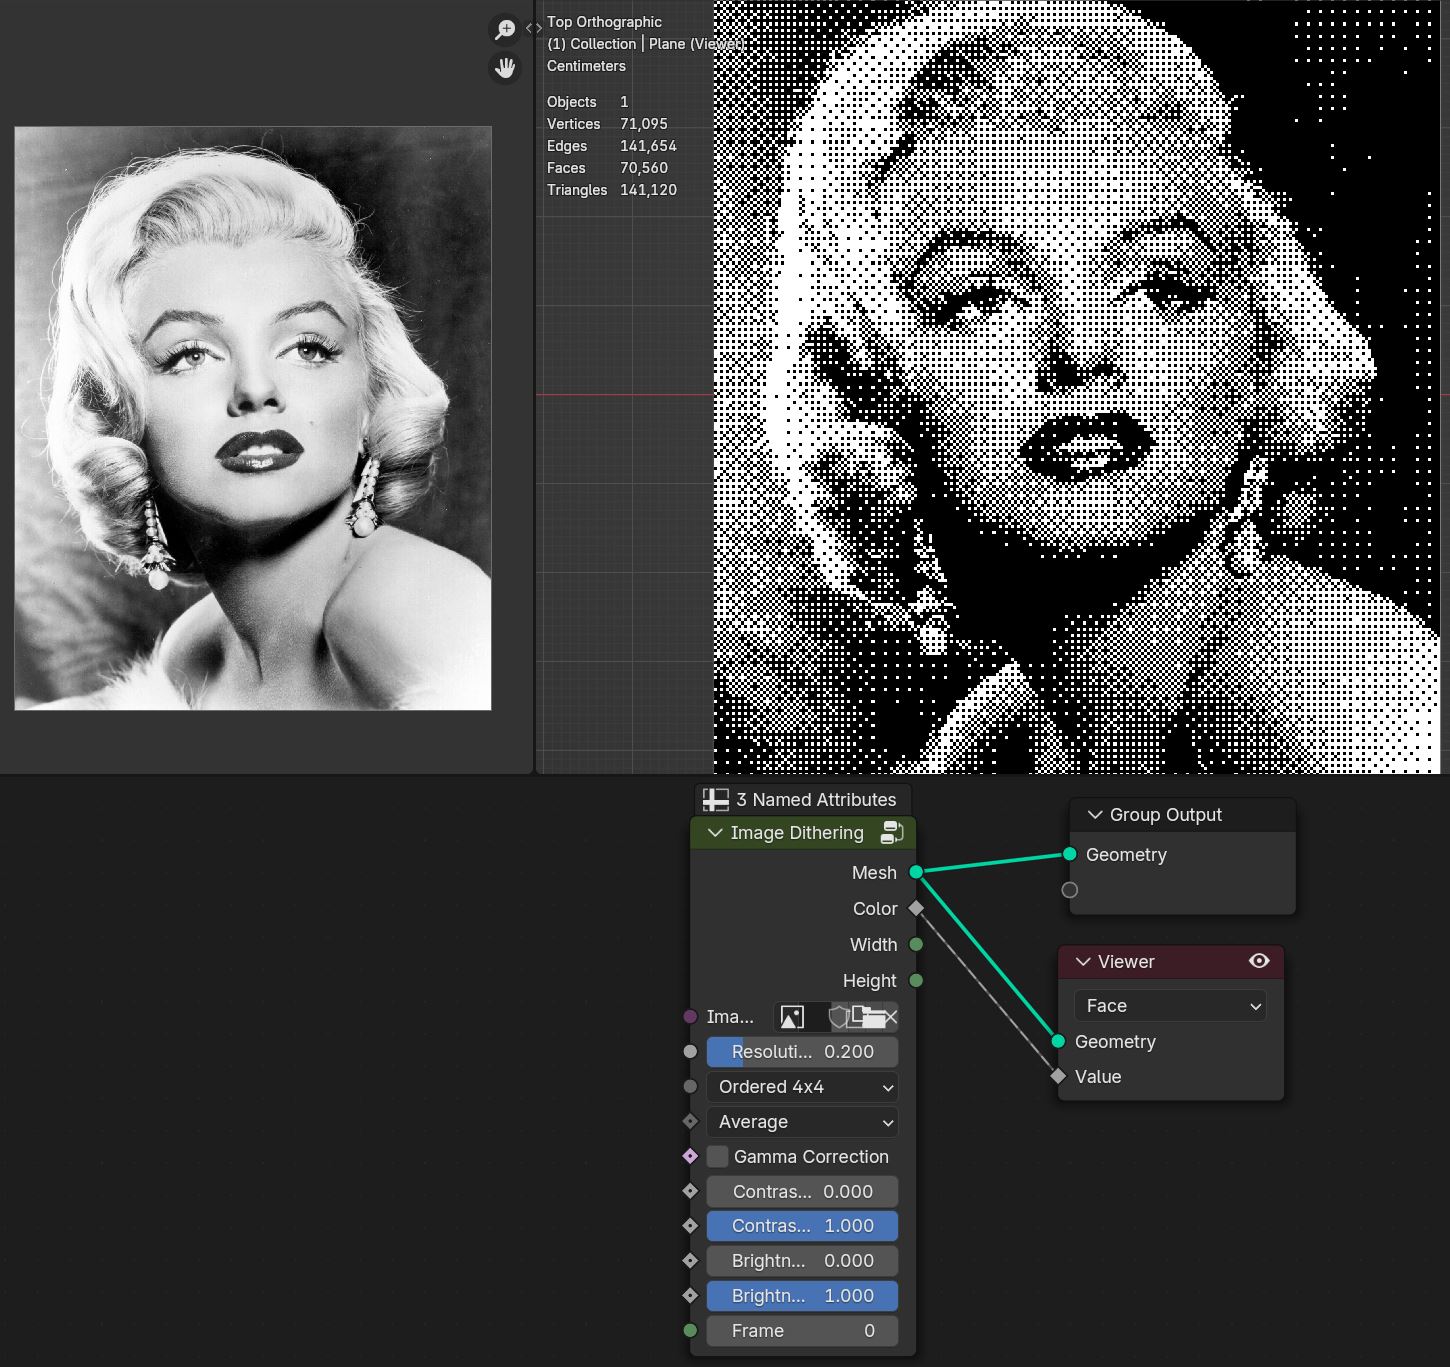 Top Orthographic
(1) Collection | Plane (Viewer)
Centimeters
Objects 1
Vertices 71,095
Edges 141,654
Faces 70,560
Triangles 141,120
3 Named Attributes
Image Dithering
Mesh
Color
Width
Height
Ima...
Resoluti... 0.200
Ordered 4x4
Average
Gamma Correction
Contras... 0.000
Contras... 1.000
Brightn... 0.000
Brightn... 1.000
Frame 0
Group Output
Geometry
Viewer
Face
Geometry
Value